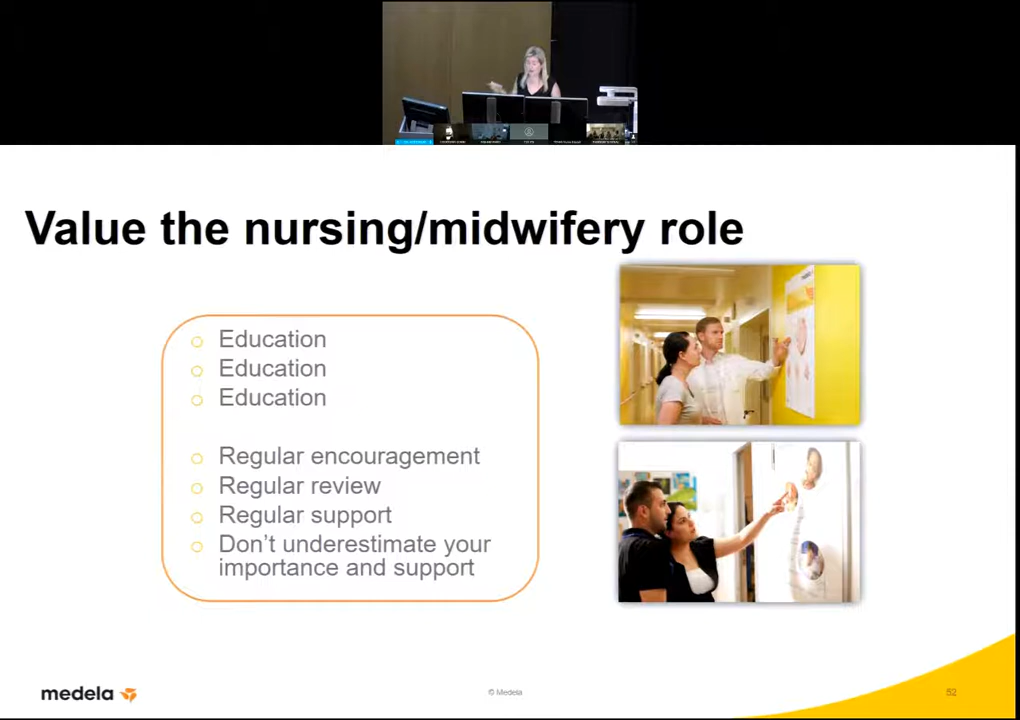 Value the nursing/midwifery role
Education
Education
Education
Regular encouragement
Regular review
Regular support
Don't underestimate your
importance and support
medela
© Medela
52